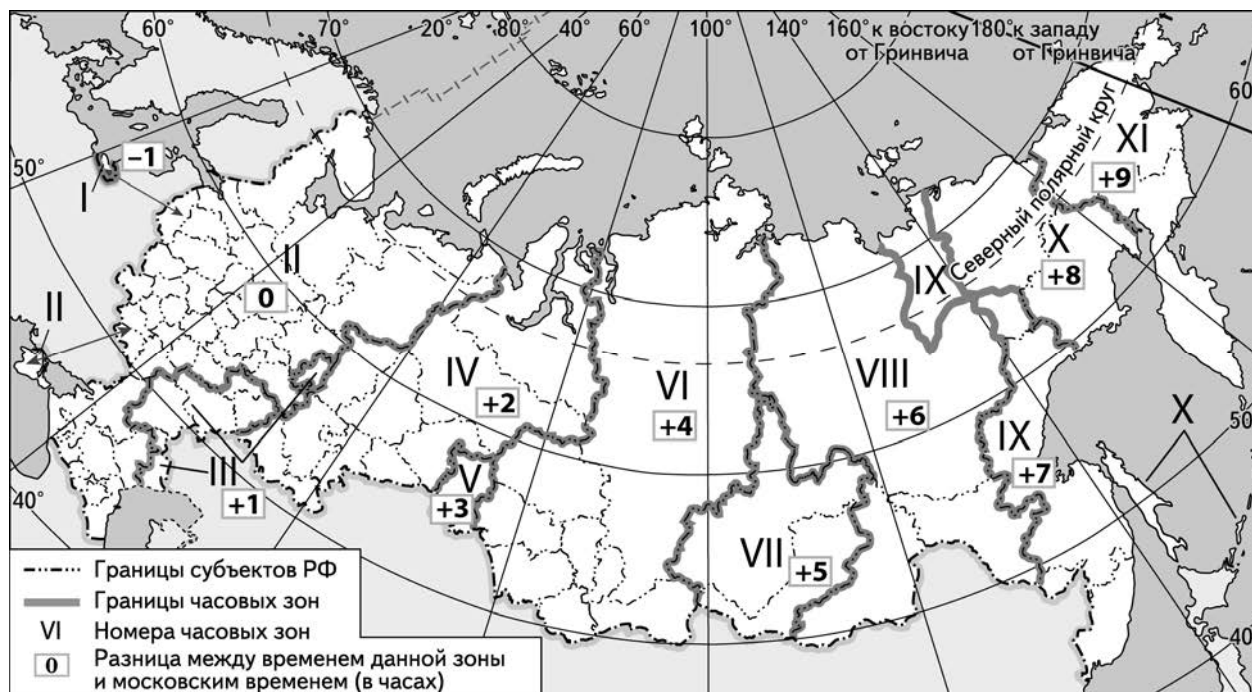 60° 70° 20° 40° 60° 80° 100° 120° 140° 160° к востоку 180° к западу
от Гринвича от Гринвича
60°
50°
I
–1
II
0
II
40°
III
+1
IV
+2
V
+3
VI
+4
VII
+5
VIII
+6
IX
IX
+7
X
+8
XI
+9
Северный полярный круг
X
50°
40°
Границы субъектов РФ
Границы часовых зон
VI Номера часовых зон
0 Разница между временем данной зоны
и московским временем (в часах)